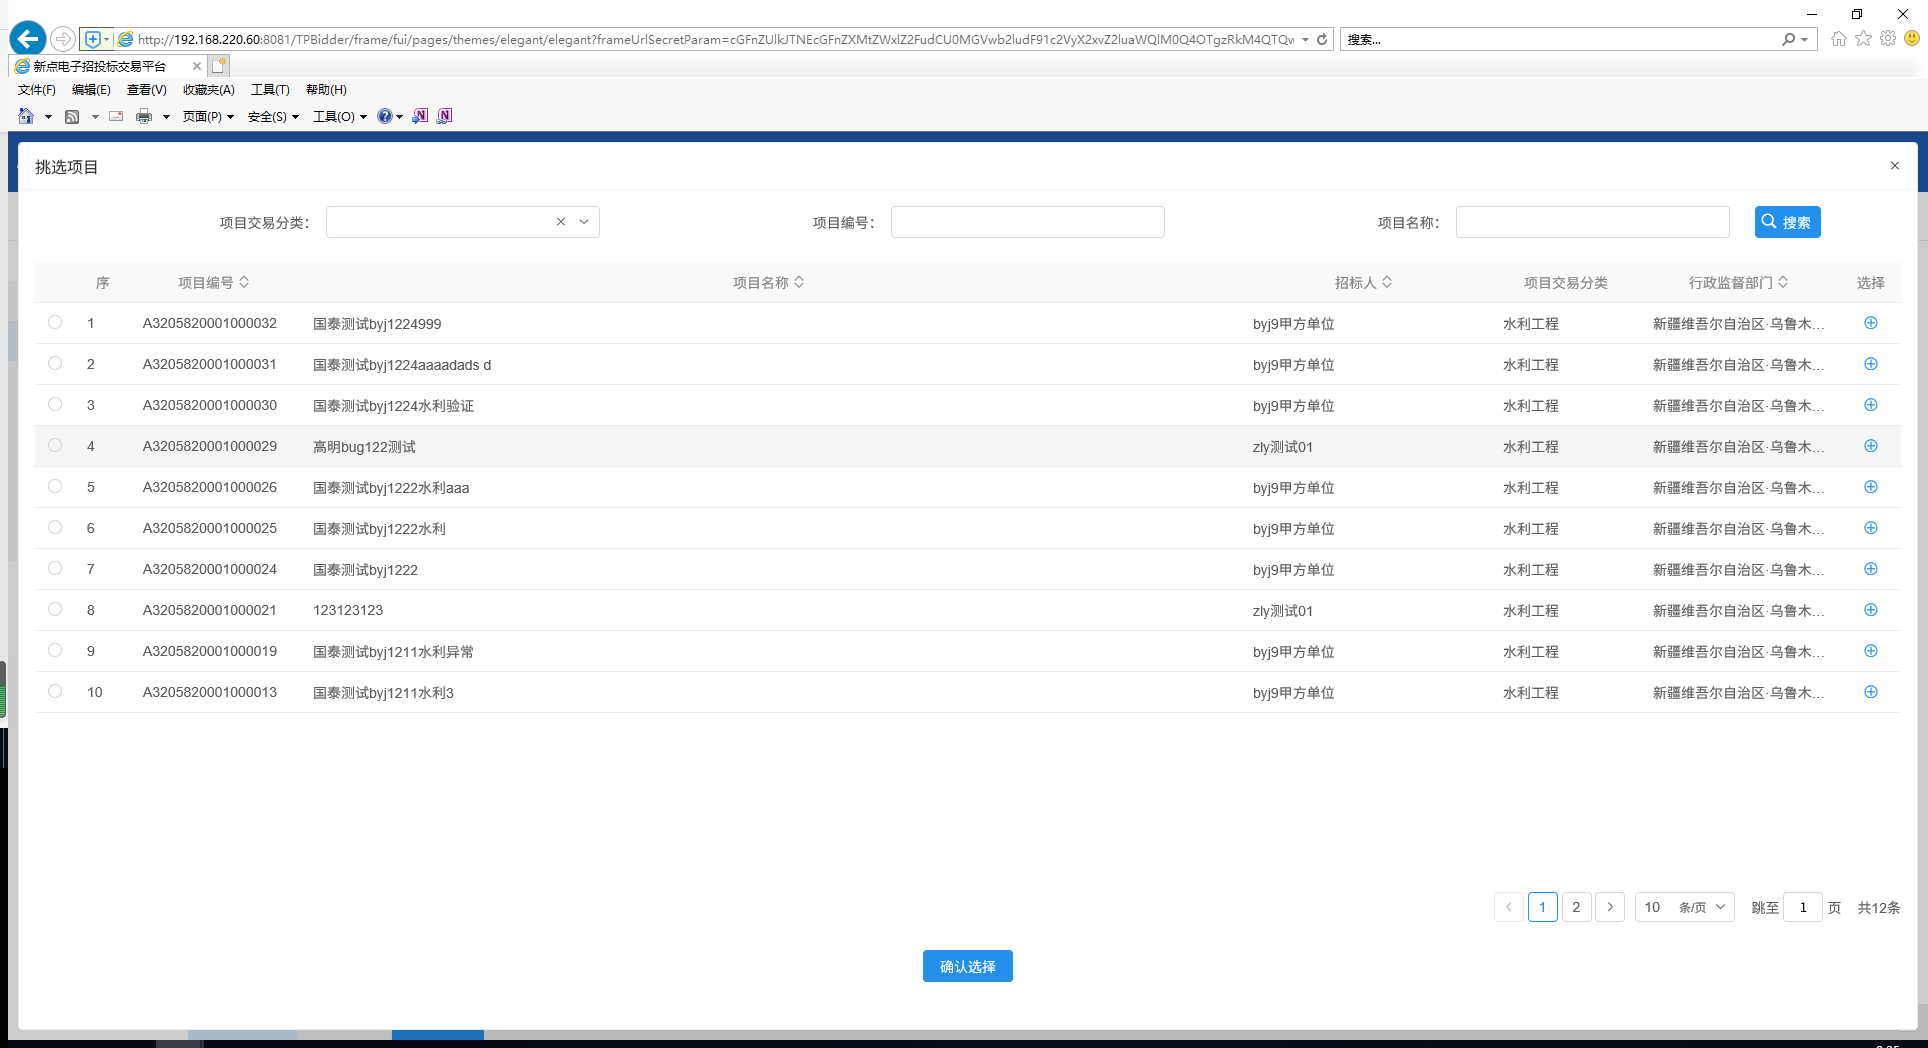 http://192.168.220.60:8081/TPBidder/frame/fui/pages/themes/elegant/elegant?frameUrlSecretParam=cGFnZUlkJTNEcGFnZXMtZWxlZ2FudCU0MGVwb2ludF91c2VyX2xvZ2luaWQlM0Q4OTgzRkM4QTQw
搜索...
新点电子招投标交易平台
文件(F) 编辑(E) 查看(V) 收藏夹(A) 工具(T) 帮助(H)
页面(P) 安全(S) 工具(O)
挑选项目
项目交易分类: 项目编号: 项目名称: 搜索
序 项目编号 项目名称 招标人 项目交易分类 行政监督部门 选择
1 A3205820001000032 国泰测试byj1224999 byj9甲方单位 水利工程 新疆维吾尔自治区·乌鲁木...
2 A3205820001000031 国泰测试byj1224aaaadads d byj9甲方单位 水利工程 新疆维吾尔自治区·乌鲁木...
3 A3205820001000030 国泰测试byj1224水利验证 byj9甲方单位 水利工程 新疆维吾尔自治区·乌鲁木...
4 A3205820001000029 高明bug122测试 zly测试01 水利工程 新疆维吾尔自治区·乌鲁木...
5 A3205820001000026 国泰测试byj1222水利aaa byj9甲方单位 水利工程 新疆维吾尔自治区·乌鲁木...
6 A3205820001000025 国泰测试byj1222水利 byj9甲方单位 水利工程 新疆维吾尔自治区·乌鲁木...
7 A3205820001000024 国泰测试byj1222 byj9甲方单位 水利工程 新疆维吾尔自治区·乌鲁木...
8 A3205820001000021 123123123 zly测试01 水利工程 新疆维吾尔自治区·乌鲁木...
9 A3205820001000019 国泰测试byj1211水利异常 byj9甲方单位 水利工程 新疆维吾尔自治区·乌鲁木...
10 A3205820001000013 国泰测试byj1211水利3 byj9甲方单位 水利工程 新疆维吾尔自治区·乌鲁木...
1 2 10 条/页 跳至 1 页 共12条
确认选择